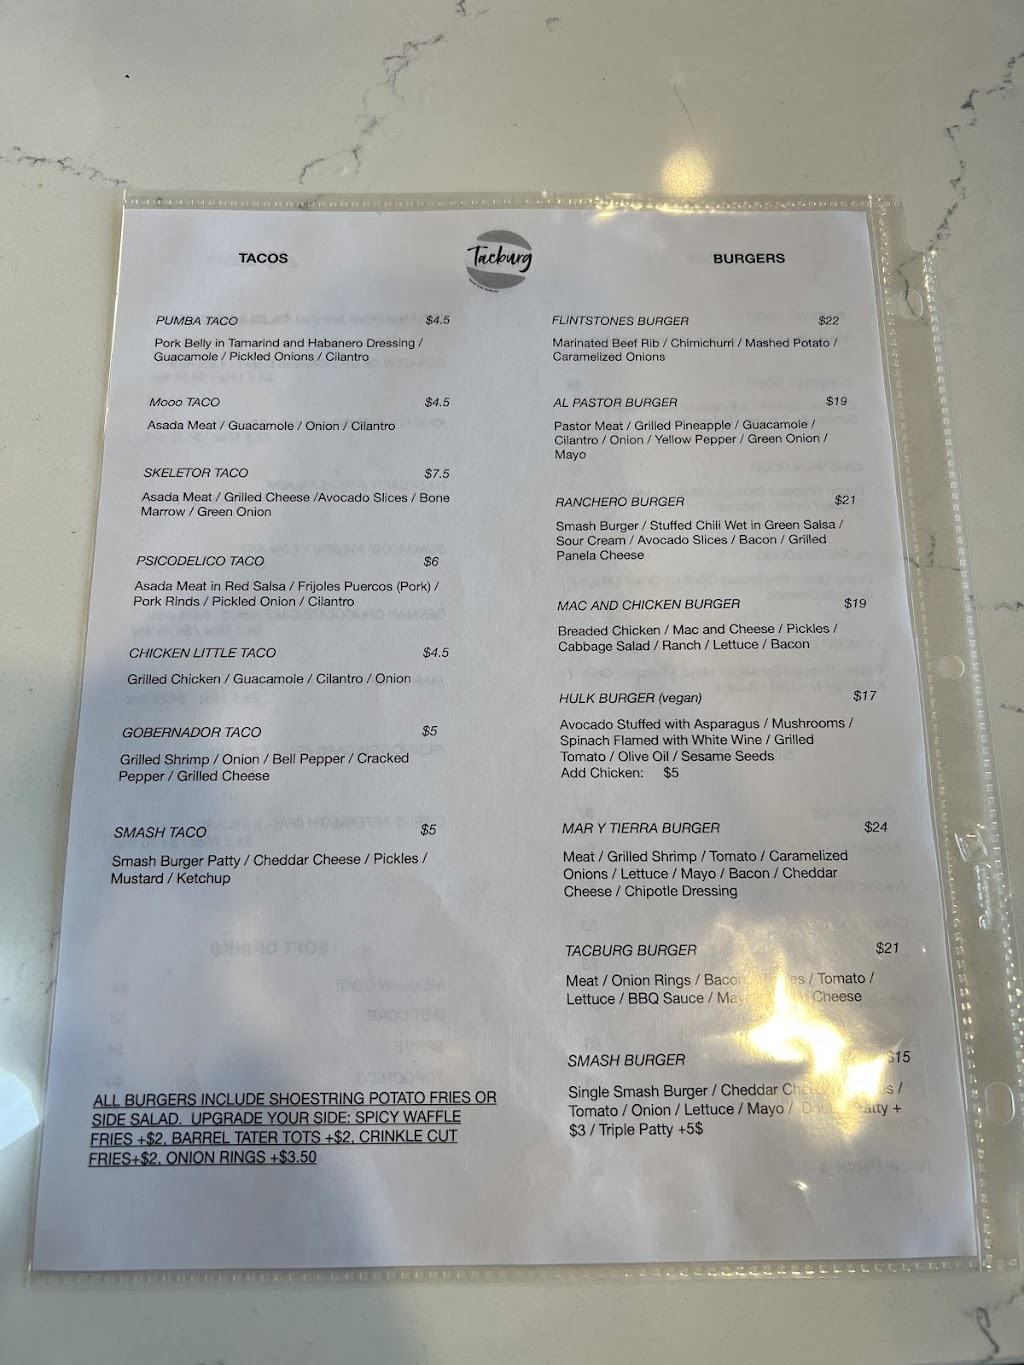 Tacburg
TACOS
PUMBA TACO $4.5
Pork Belly in Tamarind and Habanero Dressing /
Guacamole / Pickled Onions / Cilantro
Mooo TACO $4.5
Asada Meat / Guacamole / Onion / Cilantro
SKELETOR TACO $7.5
Asada Meat / Grilled Cheese /Avocado Slices / Bone
Marrow / Green Onion
PSICODELICO TACO $6
Asada Meat in Red Salsa / Frijoles Puercos (Pork) /
Pork Rinds / Pickled Onion / Cilantro
CHICKEN LITTLE TACO $4.5
Grilled Chicken / Guacamole / Cilantro / Onion
GOBERNADOR TACO $5
Grilled Shrimp / Onion / Bell Pepper / Cracked
Pepper / Grilled Cheese
SMASH TACO $5
Smash Burger Patty / Cheddar Cheese / Pickles /
Mustard / Ketchup
ALL BURGERS INCLUDE SHOESTRING POTATO FRIES OR
SIDE SALAD. UPGRADE YOUR SIDE: SPICY WAFFLE
FRIES +$2, BARREL TATER TOTS +$2, CRINKLE CUT
FRIES+$2, ONION RINGS +$3.50
BURGERS
FLINTSTONES BURGER $22
Marinated Beef Rib / Chimichurri / Mashed Potato /
Caramelized Onions
AL PASTOR BURGER $19
Pastor Meat / Grilled Pineapple / Guacamole /
Cilantro / Onion / Yellow Pepper / Green Onion /
Mayo
RANCHERO BURGER $21
Smash Burger / Stuffed Chili Wet in Green Salsa /
Sour Cream / Avocado Slices / Bacon / Grilled
Panela Cheese
MAC AND CHICKEN BURGER $19
Breaded Chicken / Mac and Cheese / Pickles /
Cabbage Salad / Ranch / Lettuce / Bacon
HULK BURGER (vegan) $17
Avocado Stuffed with Asparagus / Mushrooms /
Spinach Flamed with White Wine / Grilled
Tomato / Olive Oil / Sesame Seeds
Add Chicken: $5
MAR Y TIERRA BURGER $24
Meat / Grilled Shrimp / Tomato / Caramelized
Onions / Lettuce / Mayo / Bacon / Cheddar
Cheese / Chipotle Dressing
TACBURG BURGER $21
Meat / Onion Rings / Bacon / Tomato /
Lettuce / BBQ Sauce / Mayo Cheese
SMASH BURGER $15
Single Smash Burger / Cheddar /
Tomato / Onion / Lettuce / Mayo / Double Patty +
$3 / Triple Patty +5$